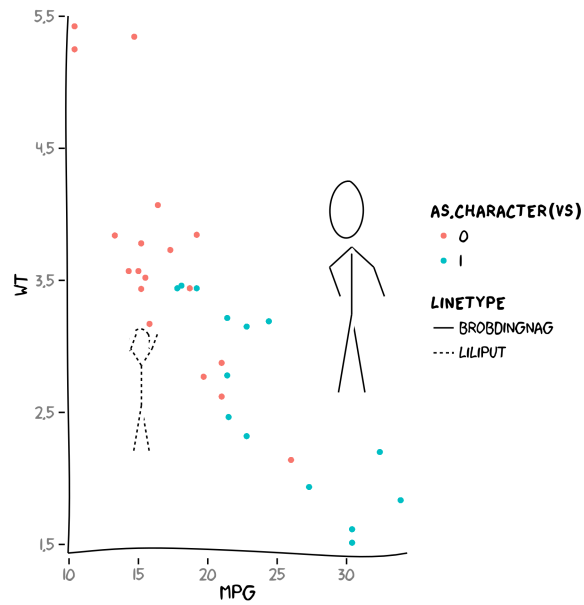 5,5
4,5
3,5
2,5
1,5
WT
10 15 20 25 30
MPG
AS.CHARACTER(VS)
0
1
LINETYPE
BROBDINGNAG
LILIPUT